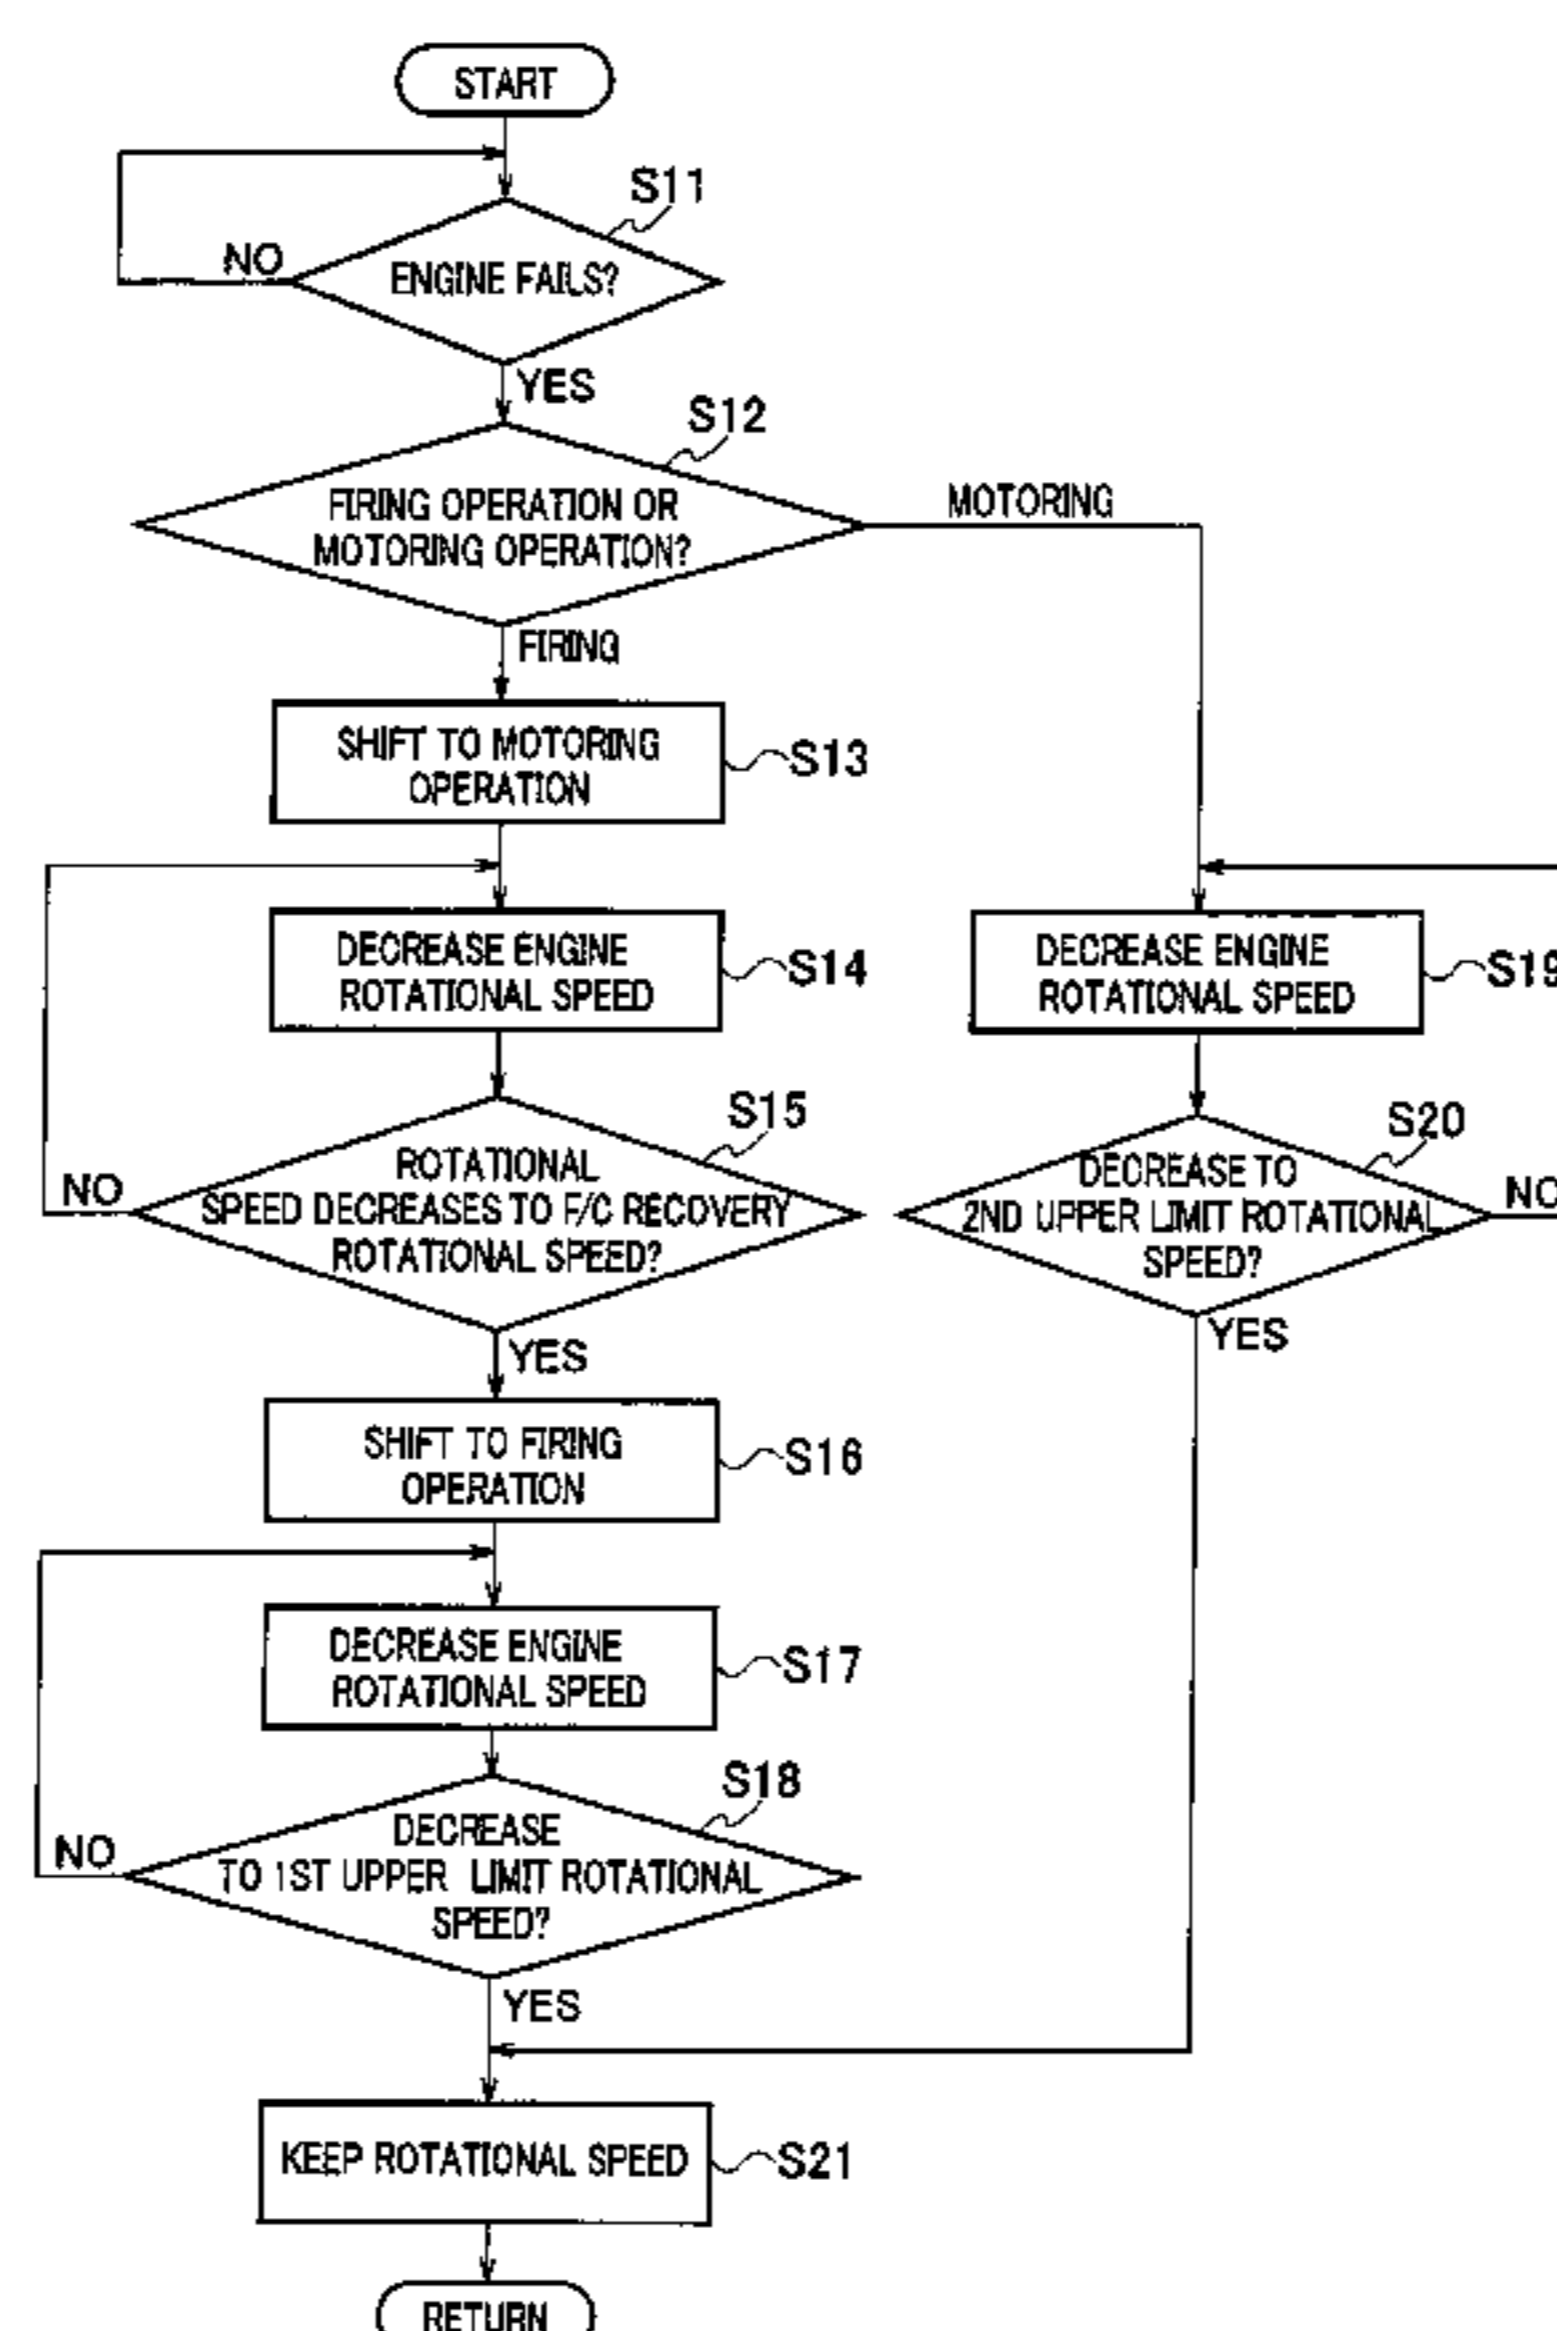 START
S11
NO
ENGINE FAILS?
YES
S12
FIRING OPERATION OR
MOTORING OPERATION?
MOTORING
FIRING
SHIFT TO MOTORING
OPERATION
S13
DECREASE ENGINE
ROTATIONAL SPEED
S14
DECREASE ENGINE
ROTATIONAL SPEED
S19
S15
ROTATIONAL
SPEED DECREASES TO F/C RECOVERY
ROTATIONAL SPEED?
NO
YES
S20
DECREASE TO
2ND UPPER LIMIT ROTATIONAL
SPEED?
NO
YES
SHIFT TO FIRING
OPERATION
S16
DECREASE ENGINE
ROTATIONAL SPEED
S17
S18
DECREASE
TO 1ST UPPER LIMIT ROTATIONAL
SPEED?
NO
YES
KEEP ROTATIONAL SPEED
S21
RETURN